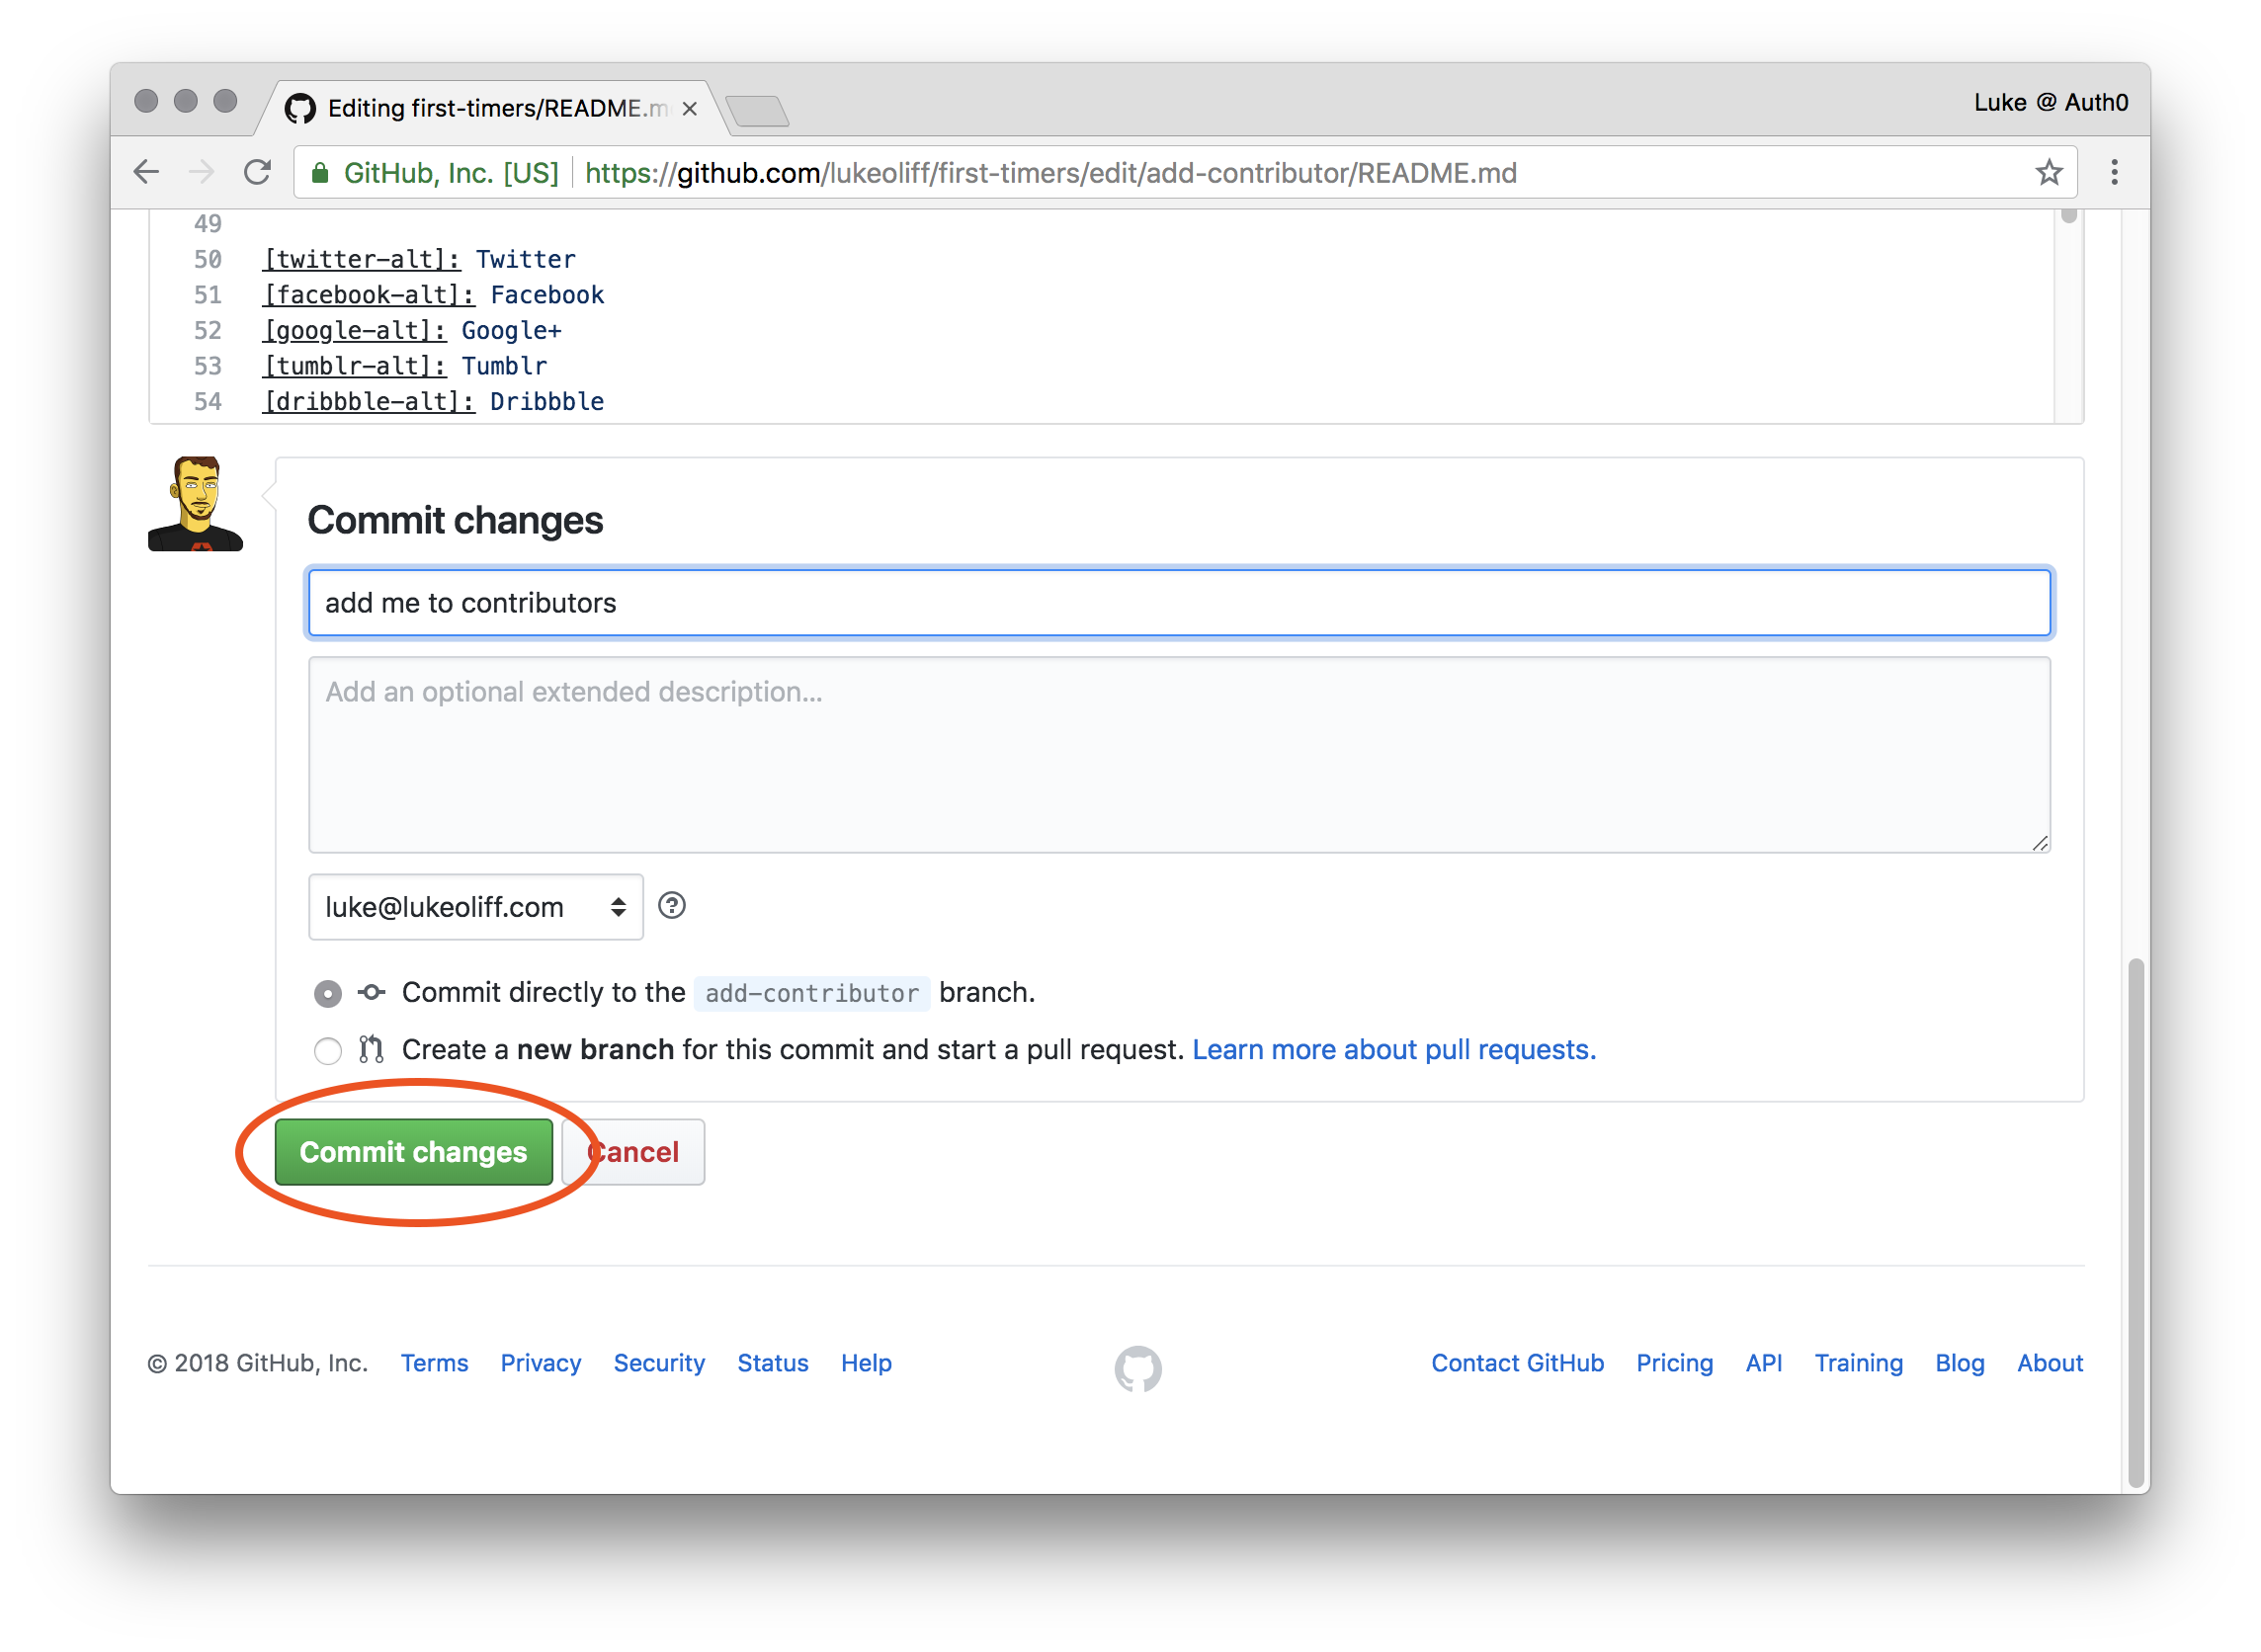 Editing first-timers/README.m
Luke @ Auth0
GitHub, Inc. [US] https://github.com/lukeoliff/first-timers/edit/add-contributor/README.md
49
50 [twitter-alt]: Twitter
51 [facebook-alt]: Facebook
52 [google-alt]: Google+
53 [tumblr-alt]: Tumblr
54 [dribbble-alt]: Dribbble
Commit changes
add me to contributors
Add an optional extended description...
luke@lukeoliff.com
Commit directly to the add-contributor branch.
Create a new branch for this commit and start a pull request. Learn more about pull requests.
Commit changes Cancel
© 2018 GitHub, Inc. Terms Privacy Security Status Help Contact GitHub Pricing API Training Blog About